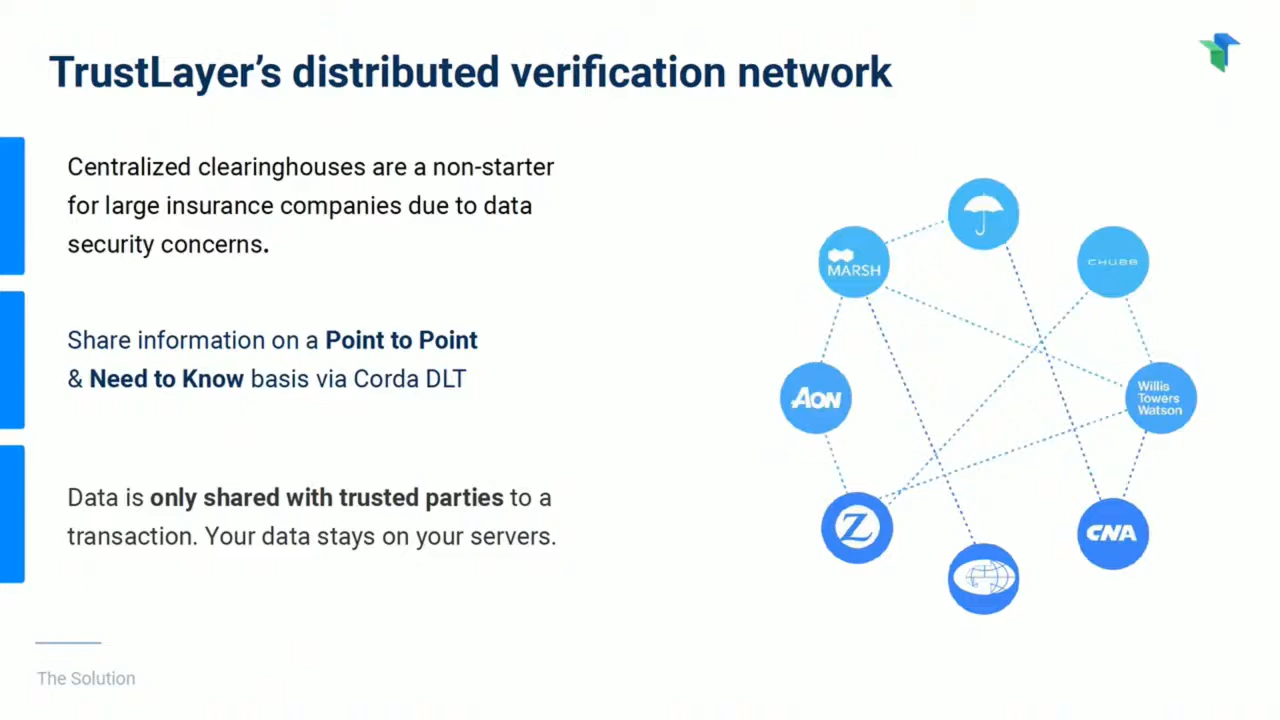 TrustLayer’s distributed verification network
Centralized clearinghouses are a non-starter
for large insurance companies due to data
security concerns.
Share information on a Point to Point
& Need to Know basis via Corda DLT
Data is only shared with trusted parties to a
transaction. Your data stays on your servers.
MARSH
CHUBB
AON
Willis
Towers
Watson
Z
CNA
The Solution